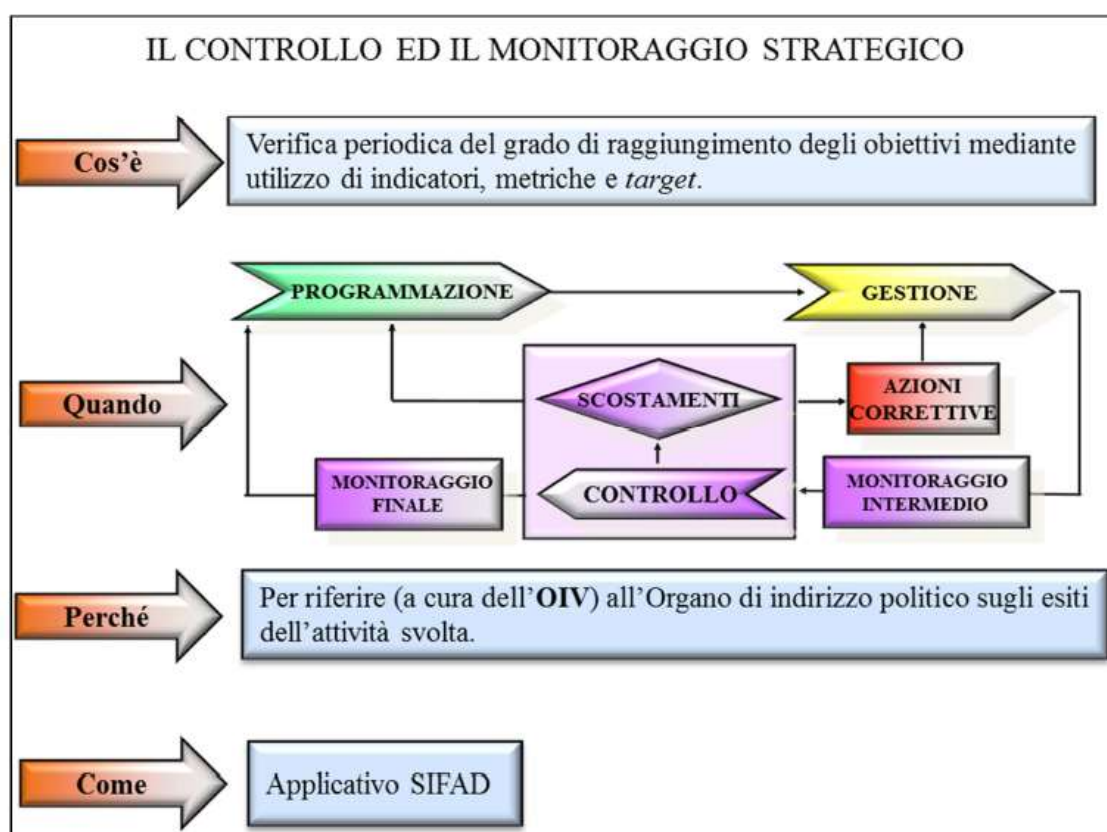 IL CONTROLLO ED IL MONITORAGGIO STRATEGICO
Cos’è
Verifica periodica del grado di raggiungimento degli obiettivi mediante
utilizzo di indicatori, metriche e target.
Quando
PROGRAMMAZIONE
GESTIONE
SCOSTAMENTI
AZIONI
CORRETTIVE
MONITORAGGIO
FINALE
CONTROLLO
MONITORAGGIO
INTERMEDIO
Perché
Per riferire (a cura dell’OIV) all’Organo di indirizzo politico sugli esiti
dell’attività svolta.
Come
Applicativo SIFAD